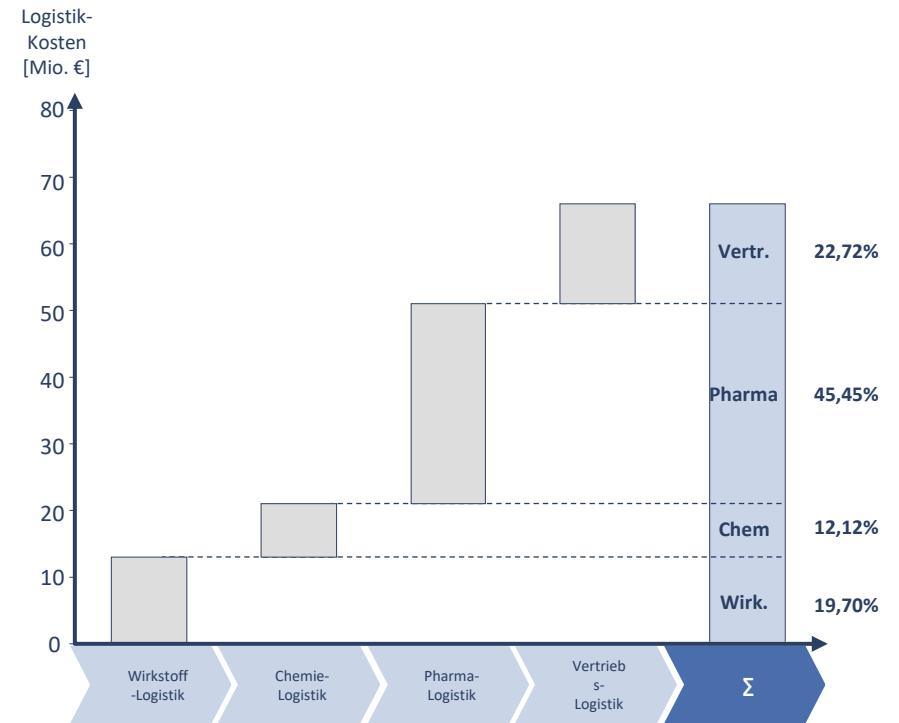 Logistik-
Kosten
[Mio. €]
80
70
60
50
40
30
20
10
0
Vertr.
22,72%
Pharma
45,45%
Chem
12,12%
Wirk.
19,70%
Wirkstoff
-Logistik
Chemie-
Logistik
Pharma-
Logistik
Vertrieb
s-
Logistik
Σ